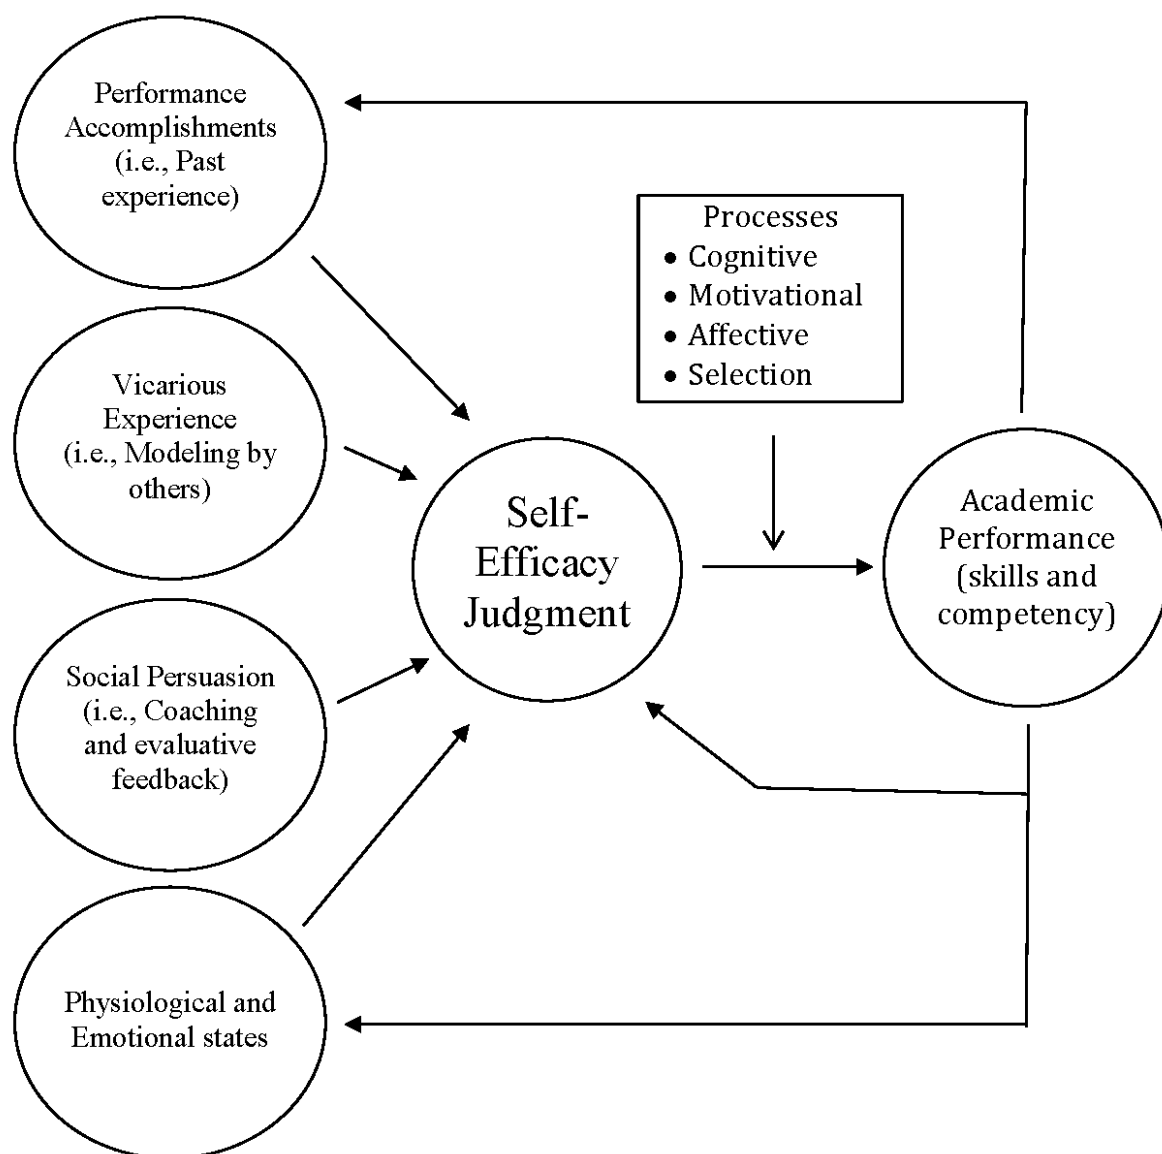 Performance
Accomplishments
(i.e., Past
experience)
Vicarious
Experience
(i.e., Modeling by
others)
Social Persuasion
(i.e., Coaching
and evaluative
feedback)
Physiological and
Emotional states
Self-
Efficacy
Judgment
Processes
• Cognitive
• Motivational
• Affective
• Selection
Academic
Performance
(skills and
competency)